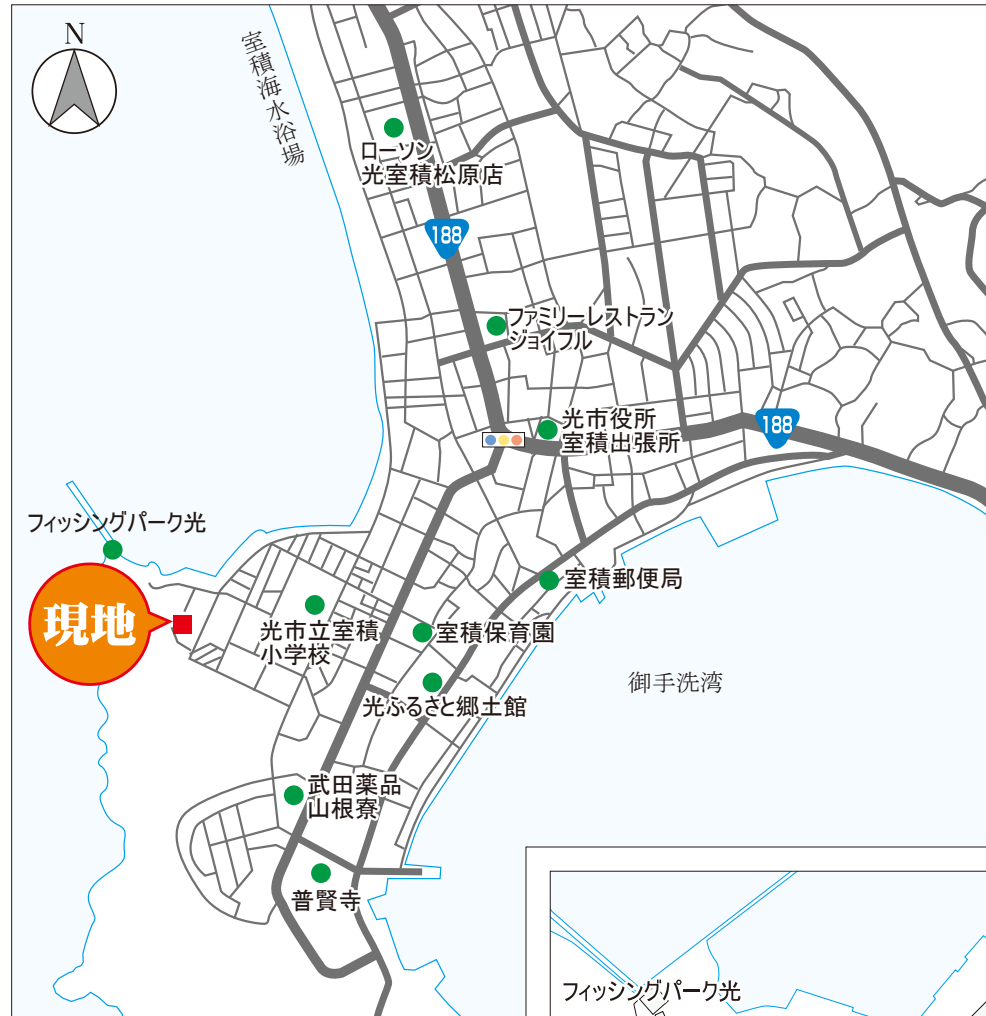 N
室積海水浴場
ローソン
光室積松原店
188
ファミリーレストラン
ジョイフル
光市役所
室積出張所
188
フィッシングパーク光
現地
室積郵便局
光市立室積
小学校
室積保育園
御手洗湾
光ふるさと郷土館
武田薬品
山根寮
普賢寺
フィッシングパーク光